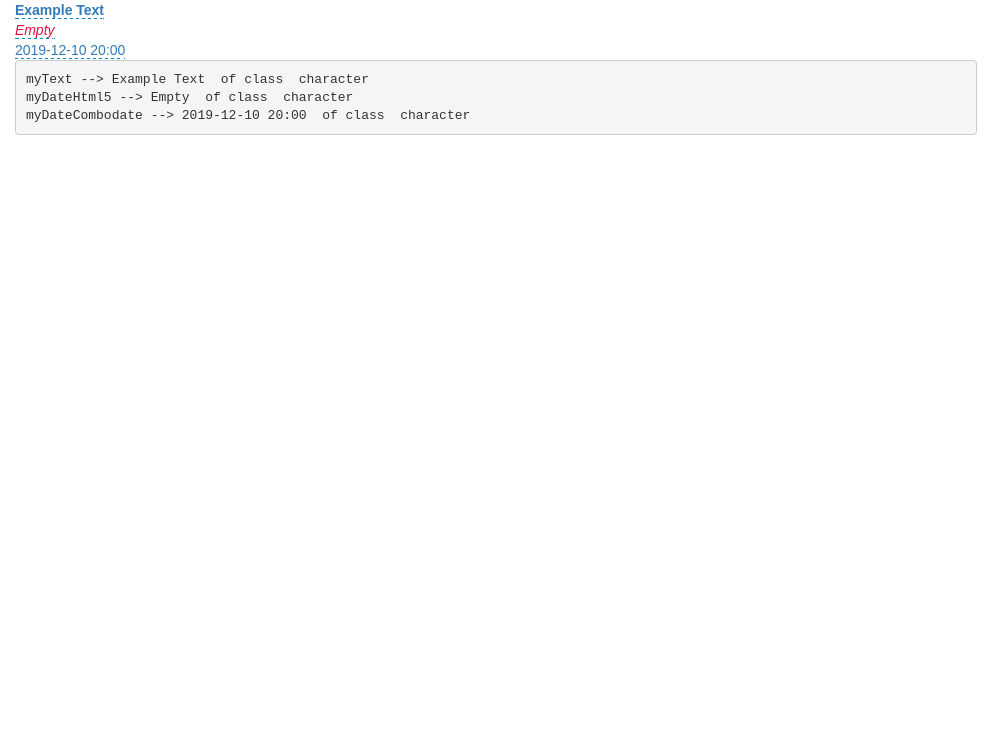 Example Text
Empty
2019-12-10 20:00
myText --> Example Text  of class  character
myDateHtml5 --> Empty  of class  character
myDateCombodate --> 2019-12-10 20:00  of class  character